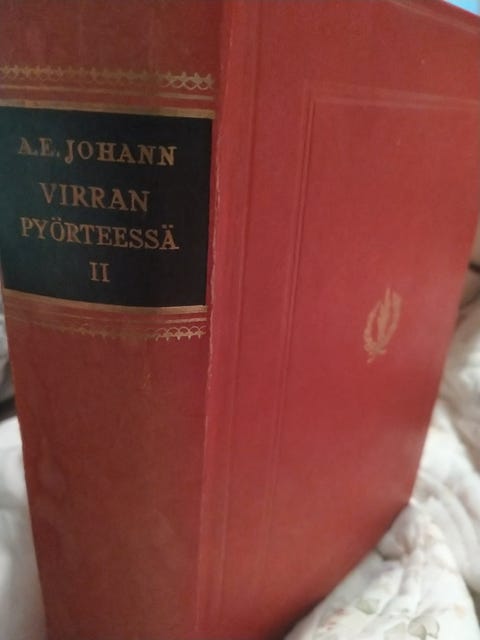 A.E. JOHANN
VIRRAN
PYÖRTEESSÄ
II